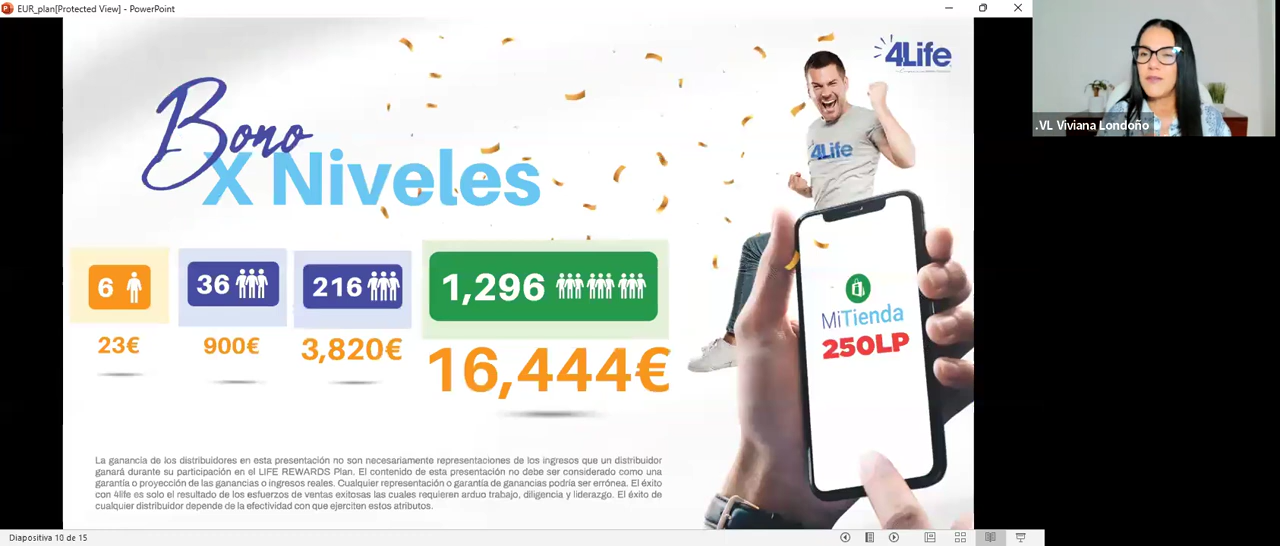 EUR_plan[Protected View] - PowerPoint
4Life
.VL Viviana Londoño
Bono
X Niveles
4Life
6
36
216
1,296
23€
900€
3,820€
16,444€
MiTienda
250LP
La ganancia de los distribuidores en esta presentación no son necesariamente representaciones de los ingresos que un distribuidor
ganará durante su participación en el LIFE REWARDS Plan. El contenido de esta presentación no debe ser considerado como una
garantía o proyección de las ganancias o ingresos reales. Cualquier representación o garantía de ganancias podría ser errónea. El éxito
con 4life es solo el resultado de los esfuerzos de ventas exitosas las cuales requieren arduo trabajo, diligencia y liderazgo. El éxito de
cualquier distribuidor depende de la efectividad con que ejerciten estos atributos.
Diapositiva 10 de 15